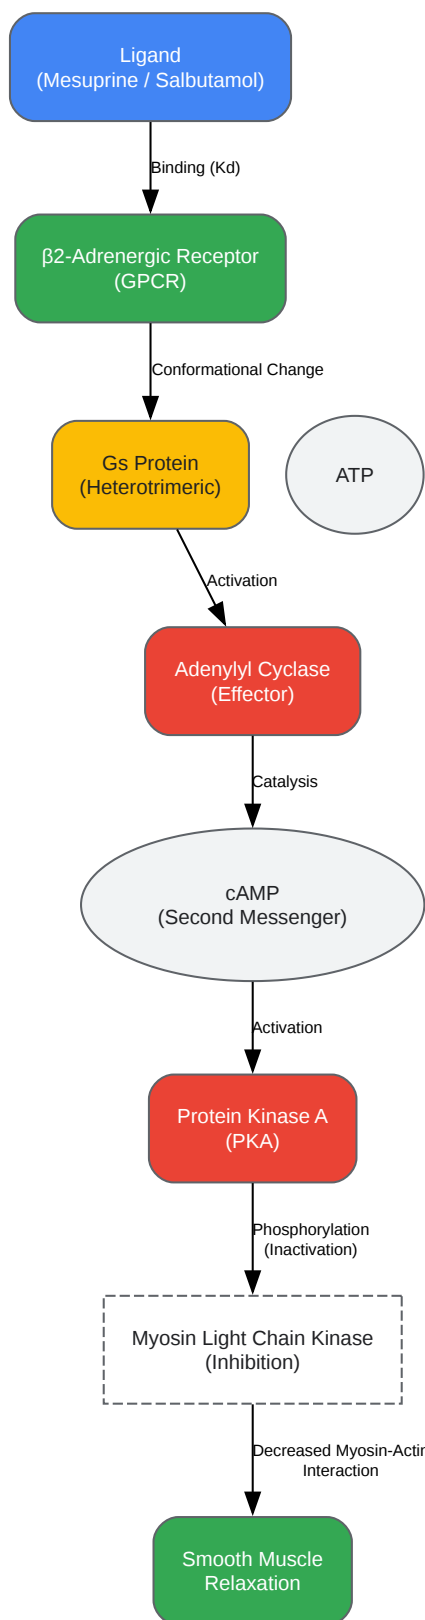 Ligand
(Mesuprine / Salbutamol)
Binding (Kd)
β2-Adrenergic Receptor
(GPCR)
Conformational Change
Gs Protein
(Heterotrimeric)
ATP
Activation
Adenylyl Cyclase
(Effector)
Catalysis
cAMP
(Second Messenger)
Activation
Protein Kinase A
(PKA)
Phosphorylation
(Inactivation)
Myosin Light Chain Kinase
(Inhibition)
Decreased Myosin-Actin
Interaction
Smooth Muscle
Relaxation